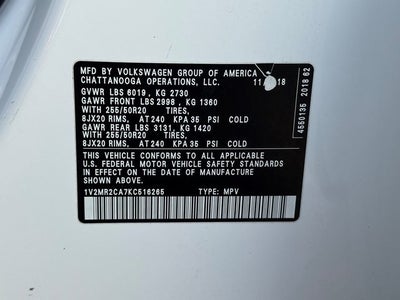 MFD BY VOLKSWAGEN GROUP OF AMERICA
CHATTANOOGA OPERATIONS, LLC. 11 18
GVWR LBS 6019 , KG 2730
GAWR FRONT LBS 2998 , KG 1360
WITH 255/50R20 TIRES,
8JX20 RIMS, AT 240 KPA 35 PSI COLD
GAWR REAR LBS 3131, KG 1420
WITH 255/50R20 TIRES,
8JX20 RIMS, AT 240 KPA 35 PSI COLD
THIS VEHICLE CONFORMS TO ALL APPLICABLE
U.S. FEDERAL MOTOR VEHICLE SAFETY STANDARDS
IN EFFECT ON THE DATE OF MANUFACTURE
SHOWN ABOVE.
1V2MR2CA7KC516265 TYPE: MPV
4550135 2018 62